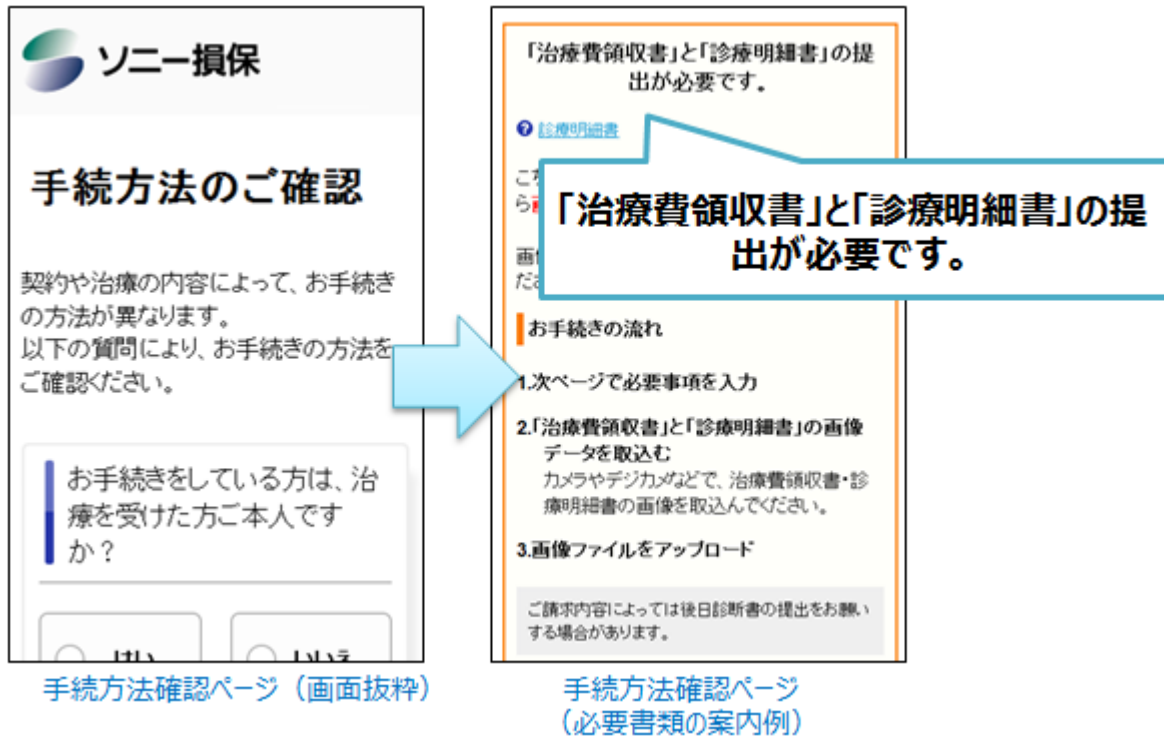 ソニー損保
手続方法のご確認
契約や治療の内容によって、お手続き
の方法が異なります。
以下の質問により、お手続きの方法を
ご確認ください。
お手続きをしている方は、治
療を受けた方ご本人です
か？
はい
いいえ
手続方法確認ページ（画面抜粋）
「治療費領収書」と「診療明細書」の提
出が必要です。
診療明細書
「治療費領収書」と「診療明細書」の提
出が必要です。
お手続きの流れ
1.次ページで必要事項を入力
2.「治療費領収書」と「診療明細書」の画像
データを取込む
カメラやデジカメなどで、治療費領収書・診
療明細書の画像を取込んでください。
3.画像ファイルをアップロード
ご請求内容によっては後日診断書の提出をお願い
する場合があります。
手続方法確認ページ
（必要書類の案内例）